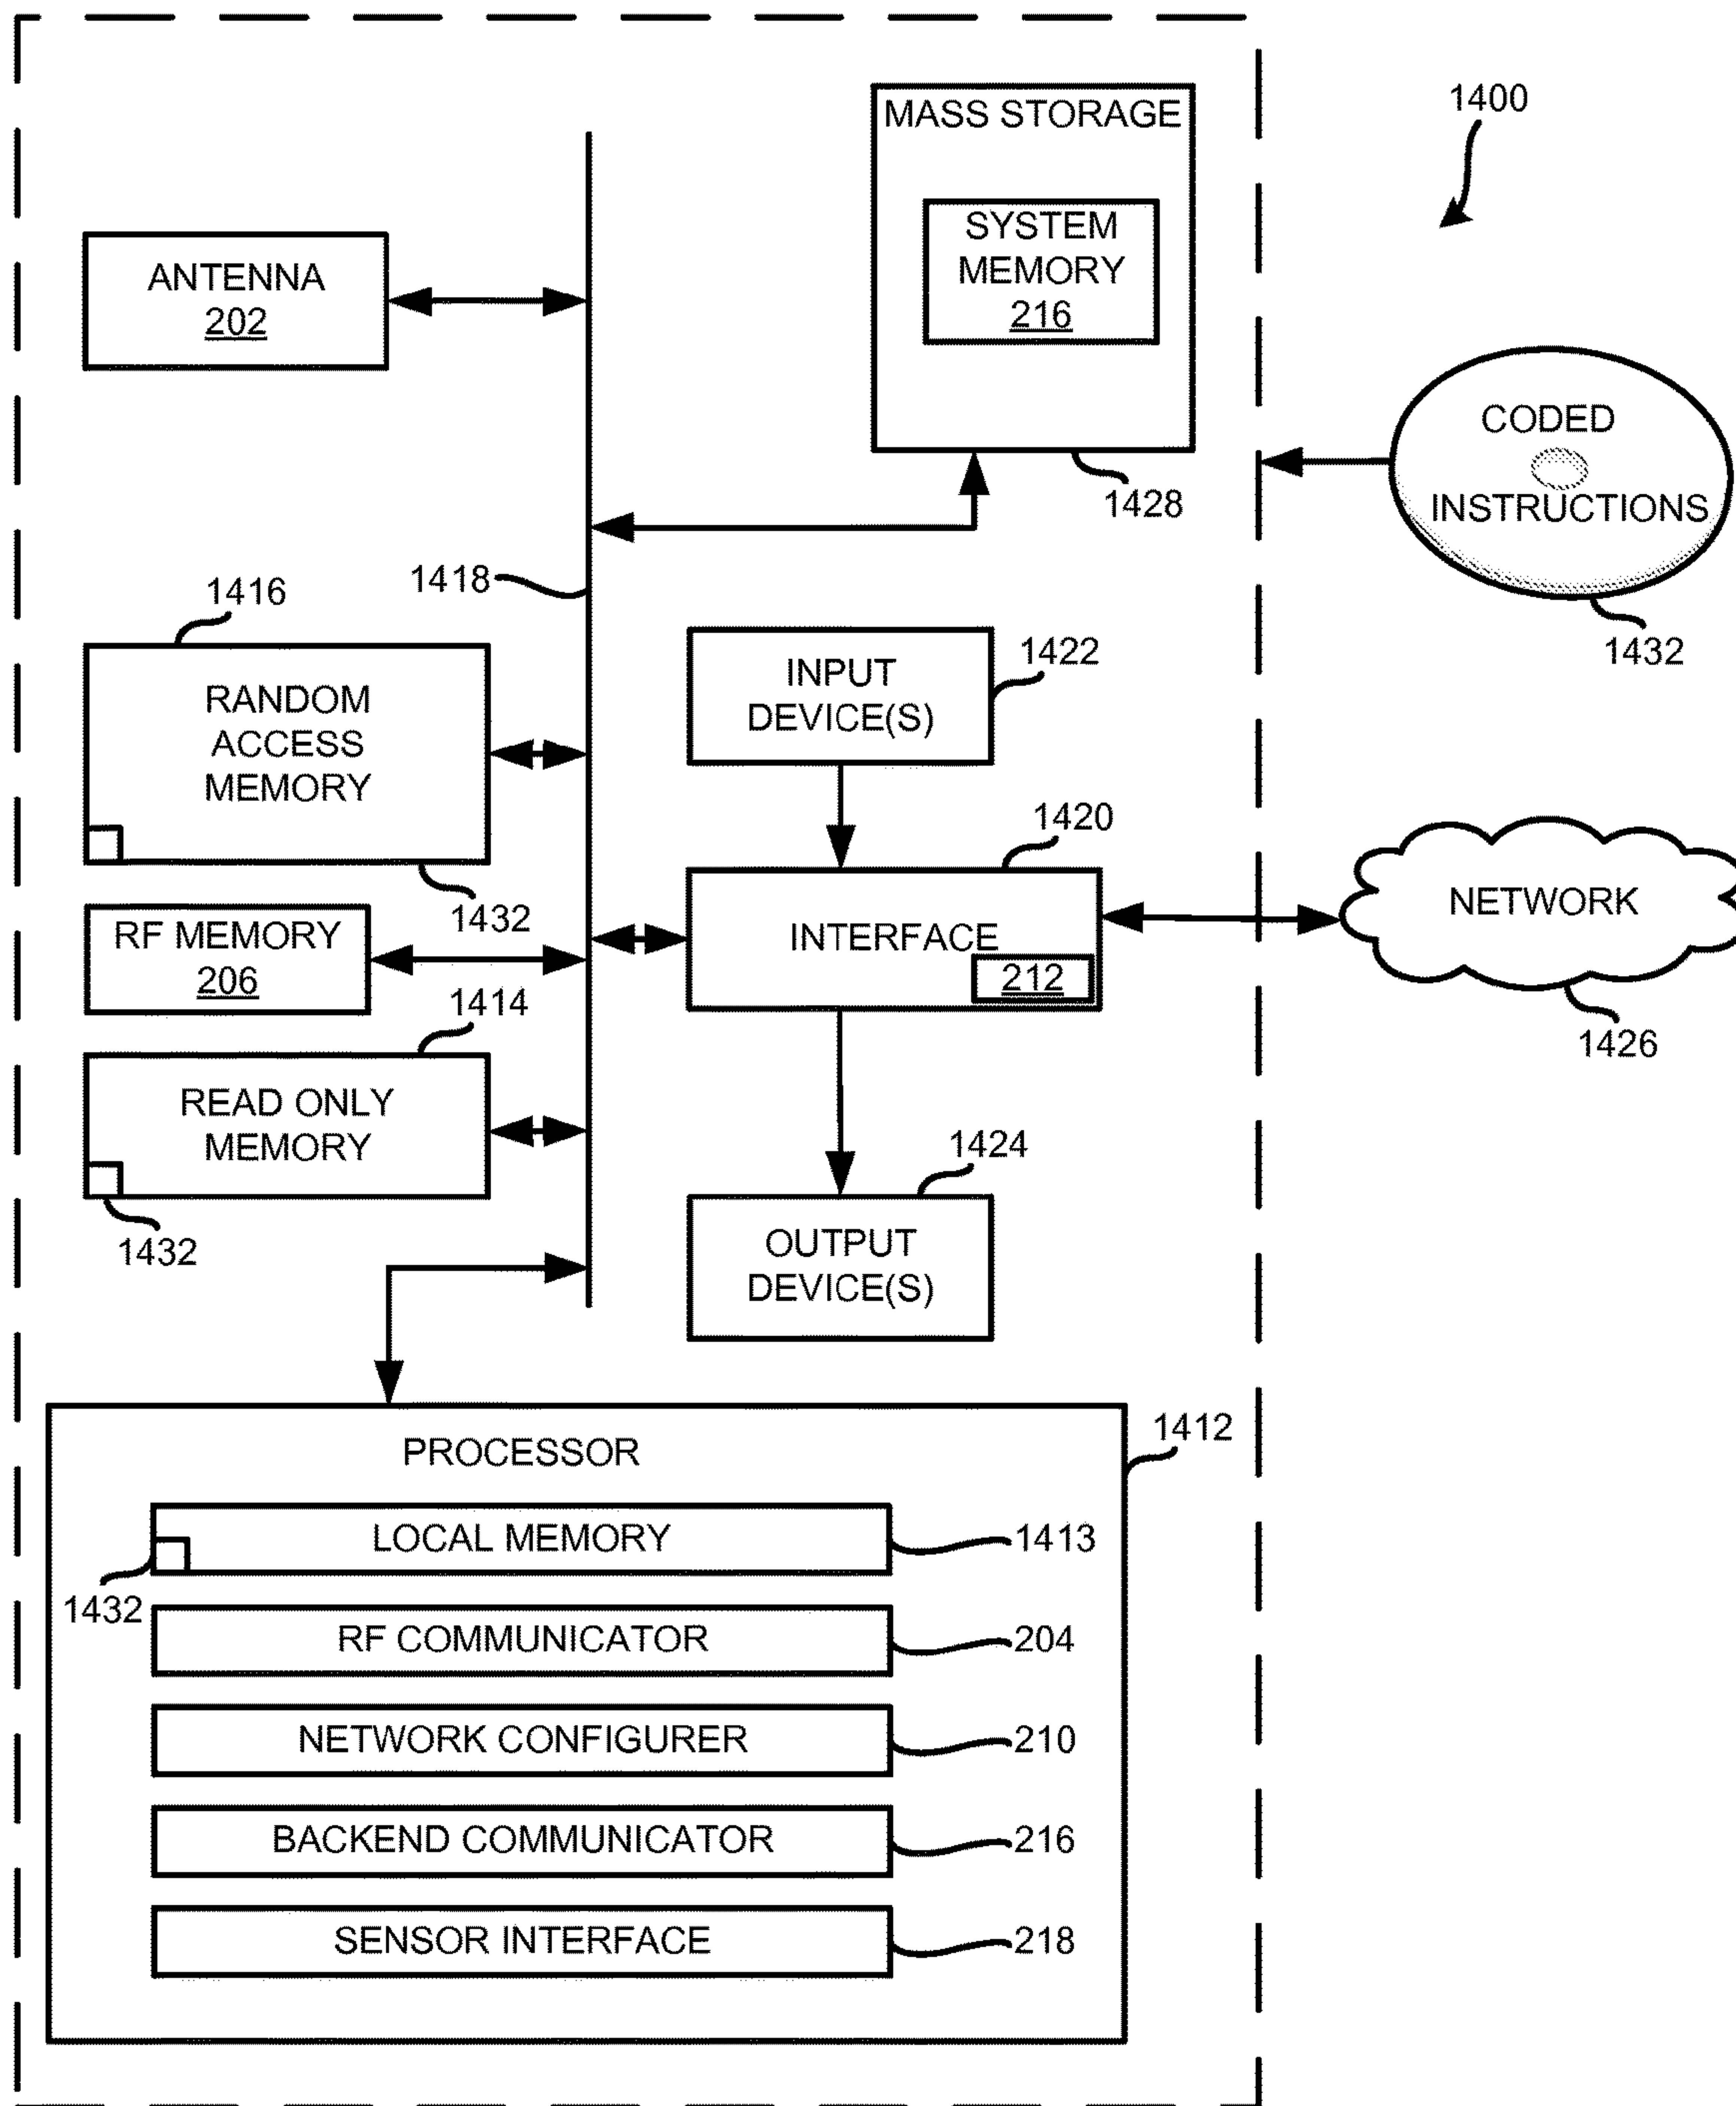 1400
MASS STORAGE
SYSTEM
MEMORY
216
1428
ANTENNA
202
CODED
INSTRUCTIONS
1432
1418
1416
RANDOM
ACCESS
MEMORY
1432
INPUT
DEVICE(S)
1422
1420
INTERFACE
212
NETWORK
1426
RF MEMORY
206
1414
READ ONLY
MEMORY
1432
1424
OUTPUT
DEVICE(S)
1412
PROCESSOR
LOCAL MEMORY
1413
1432
RF COMMUNICATOR
204
NETWORK CONFIGURER
210
BACKEND COMMUNICATOR
216
SENSOR INTERFACE
218